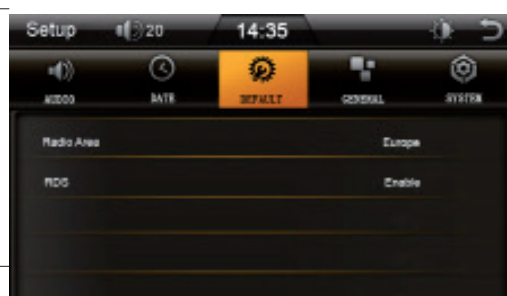 Setup 20 14:35
AUDIO DATE DEFAULT GENERAL SYSTEM
Radio Area Europe
RDS Enable